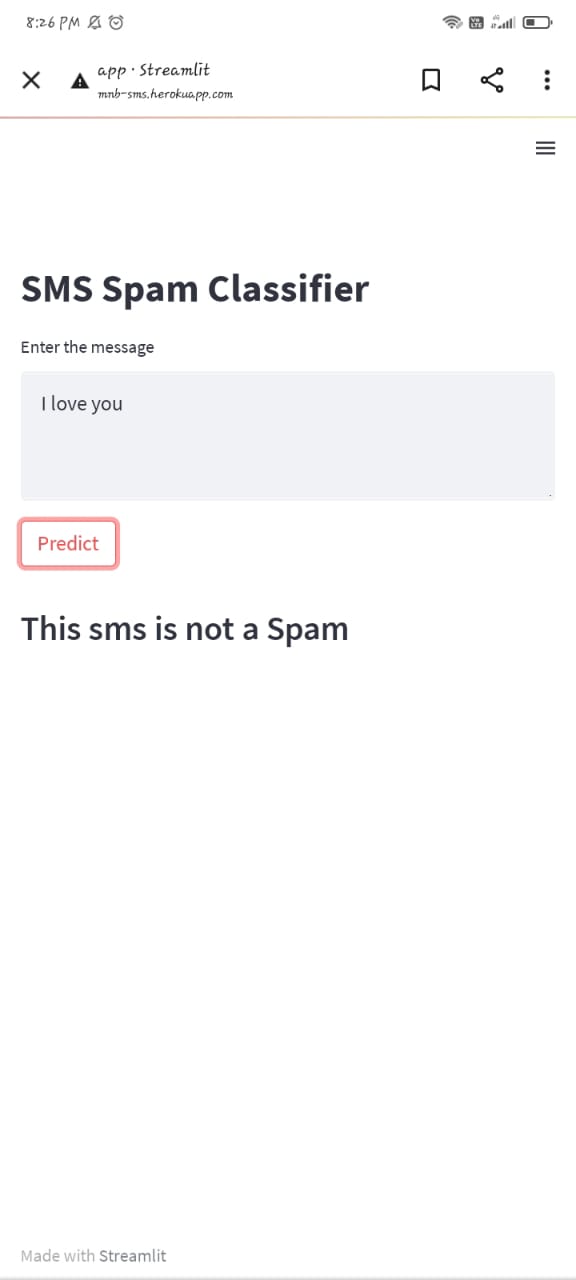 8:26 PM
app · Streamlit
mnb-sms.herokuapp.com
SMS Spam Classifier
Enter the message
I love you
Predict
This sms is not a Spam
Made with Streamlit